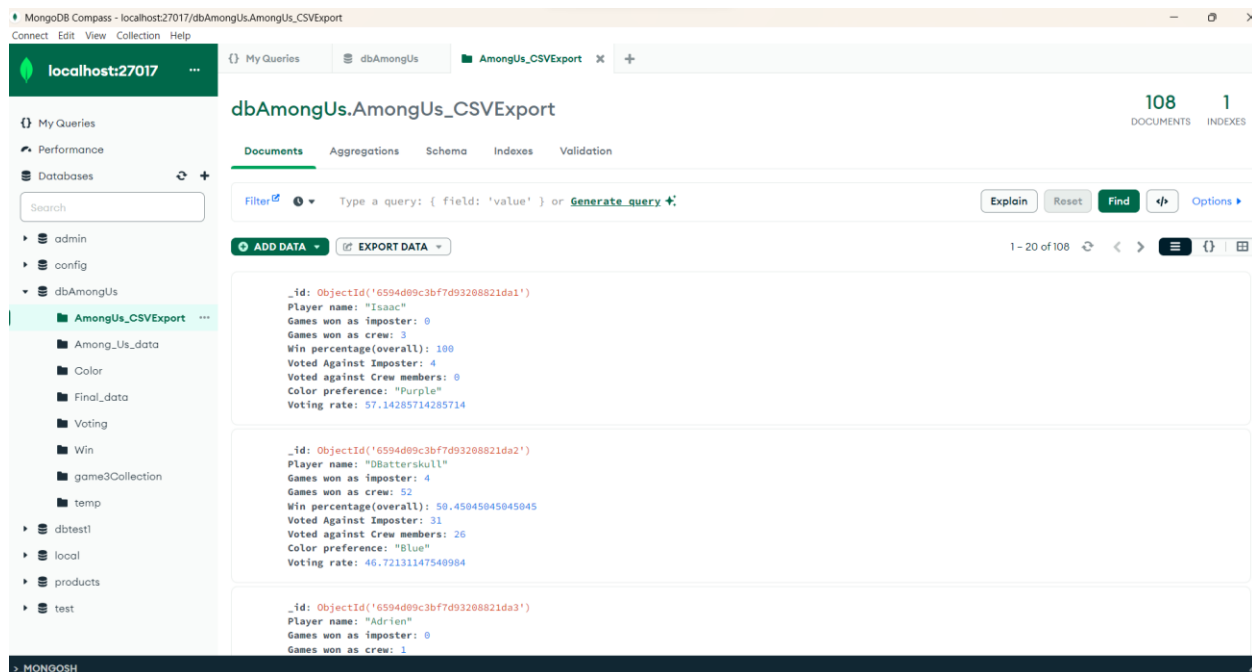 MongoDB Compass - localhost:27017/dbAmongUs.AmongUs_CSVExport
Connect Edit View Collection Help
localhost:27017 ...
{} My Queries
Performance
Databases
Search
admin
config
dbAmongUs
AmongUs_CSVExport ...
Among_Us_data
Color
Final_data
Voting
Win
game3Collection
temp
dbtest1
local
products
test
{} My Queries dbAmongUs AmongUs_CSVExport
dbAmongUs.AmongUs_CSVExport
108 1
DOCUMENTS INDEXES
Documents Aggregations Schema Indexes Validation
Filter Type a query: { field: 'value' } or Generate query Explain Reset Find </> Options
ADD DATA EXPORT DATA 1 – 20 of 108 {}
_id: ObjectId('6594d09c3bf7d93208821da1')
Player name: "Isaac"
Games won as imposter: 0
Games won as crew: 3
Win percentage(overall): 100
Voted Against Imposter: 4
Voted against Crew members: 0
Color preference: "Purple"
Voting rate: 57.14285714285714
_id: ObjectId('6594d09c3bf7d93208821da2')
Player name: "DBatterskull"
Games won as imposter: 4
Games won as crew: 52
Win percentage(overall): 50.45045045045045
Voted Against Imposter: 31
Voted against Crew members: 26
Color preference: "Blue"
Voting rate: 46.72131147540984
_id: ObjectId('6594d09c3bf7d93208821da3')
Player name: "Adrien"
Games won as imposter: 0
Games won as crew: 1
> MONGOSH